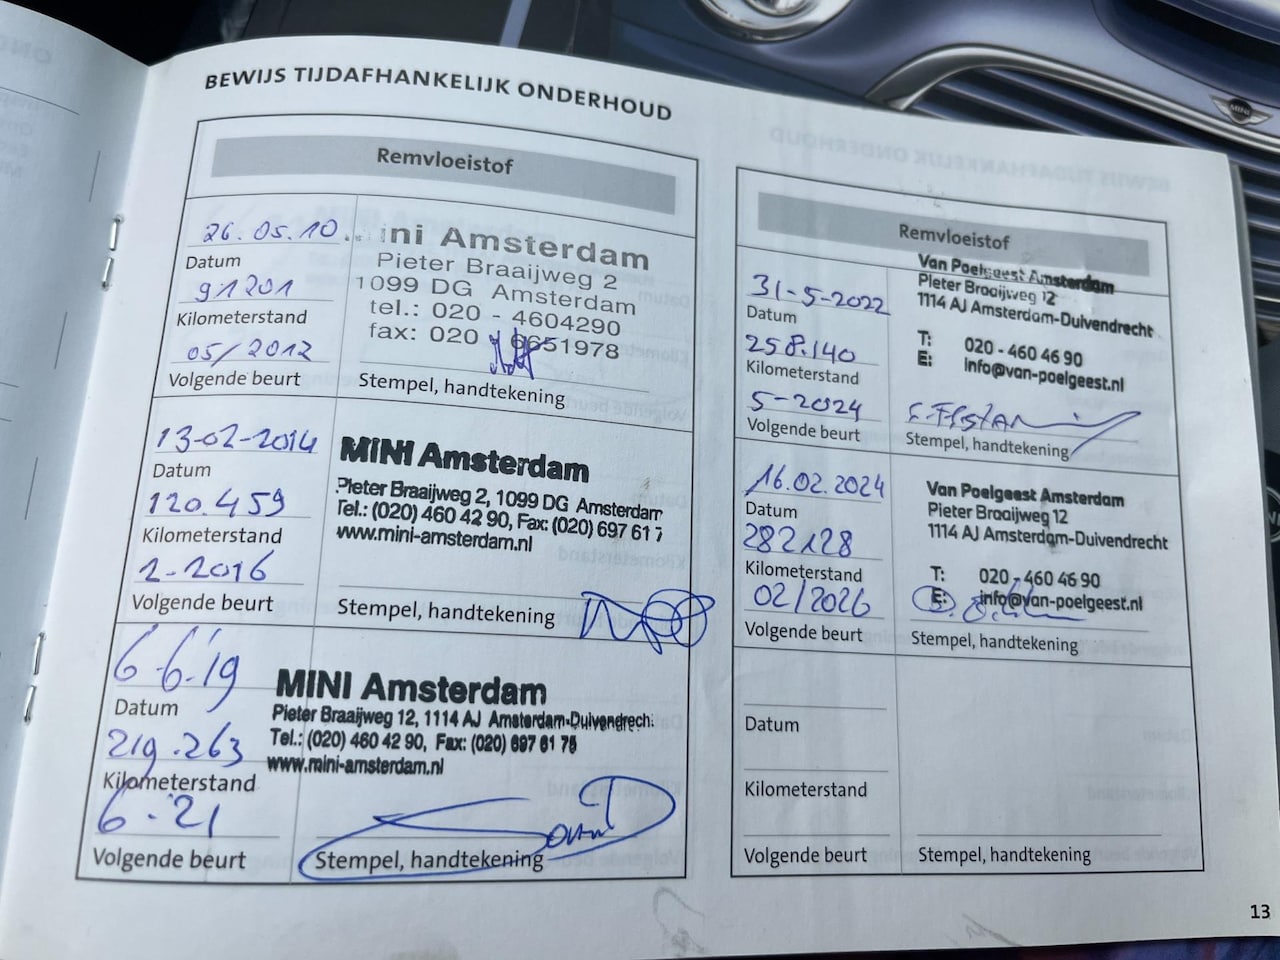 BEWIJS TIJDAFHANKELIJK ONDERHOUD
Remvloeistof
26.05.10
Datum
91201
Kilometerstand
05/2012
Volgende beurt
ini Amsterdam
Pieter Braaijweg 2
1099 DG Amsterdam
tel.: 020 - 4604290
fax: 020 6651978
Stempel, handtekening
13-02-2014
Datum
120.459
Kilometerstand
2-2016
Volgende beurt
MINI Amsterdam
Pieter Braaijweg 2, 1099 DG Amsterdam
Tel.: (020) 460 42 90, Fax: (020) 697 61 7
www.mini-amsterdam.nl
Stempel, handtekening
6-6-19
Datum
219.263
Kilometerstand
6-21
Volgende beurt
MINI Amsterdam
Pieter Braaijweg 12, 1114 AJ Amsterdam-Duivendrech
Tel.: (020) 460 42 90, Fax: (020) 697 61 75
www.mini-amsterdam.nl
Stempel, handtekening
Remvloeistof
31-5-2022
Datum
258.140
Kilometerstand
5-2024
Volgende beurt
Van Poelgeest Amsterdam
Pieter Braaijweg 12
1114 AJ Amsterdam-Duivendrecht
T: 020 - 460 46 90
E: info@van-poelgeest.nl
Stempel, handtekening
16.02.2024
Datum
282128
Kilometerstand
02/2026
Volgende beurt
Van Poelgeest Amsterdam
Pieter Braaijweg 12
1114 AJ Amsterdam-Duivendrecht
T: 020 - 460 46 90
E: info@van-poelgeest.nl
Stempel, handtekening
Datum
Kilometerstand
Volgende beurt
Stempel, handtekening
13
MINI